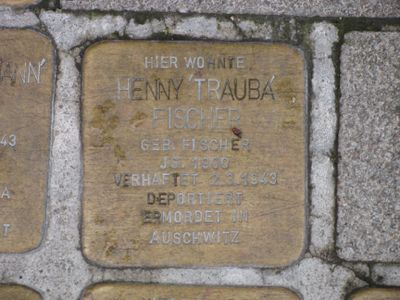 HIER WOHNTE
HENNY 'TRAUBA'
FISCHER
GEB. FISCHER
JG. 1900
VERHAFTET 2.3.1943
DEPORTIERT
ERMORDET IN
AUSCHWITZ